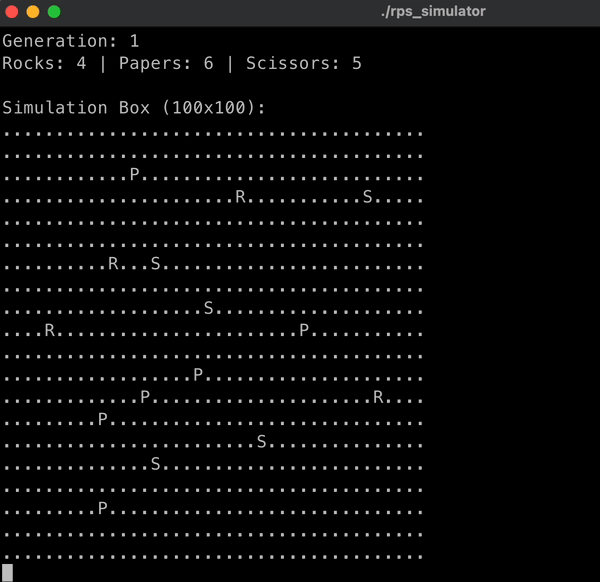 ./rps_simulator
Generation: 1
Rocks: 4 | Papers: 6 | Scissors: 5
Simulation Box (100x100):
........................................
........................................
............P...........................
......................R...........S.....
........................................
........................................
..........R...S.........................
........................................
...................S....................
....R.......................P...........
........................................
..................P.....................
.............P.....................R....
.........P..............................
........................S...............
..............S.........................
........................................
.........P..............................
........................................
........................................